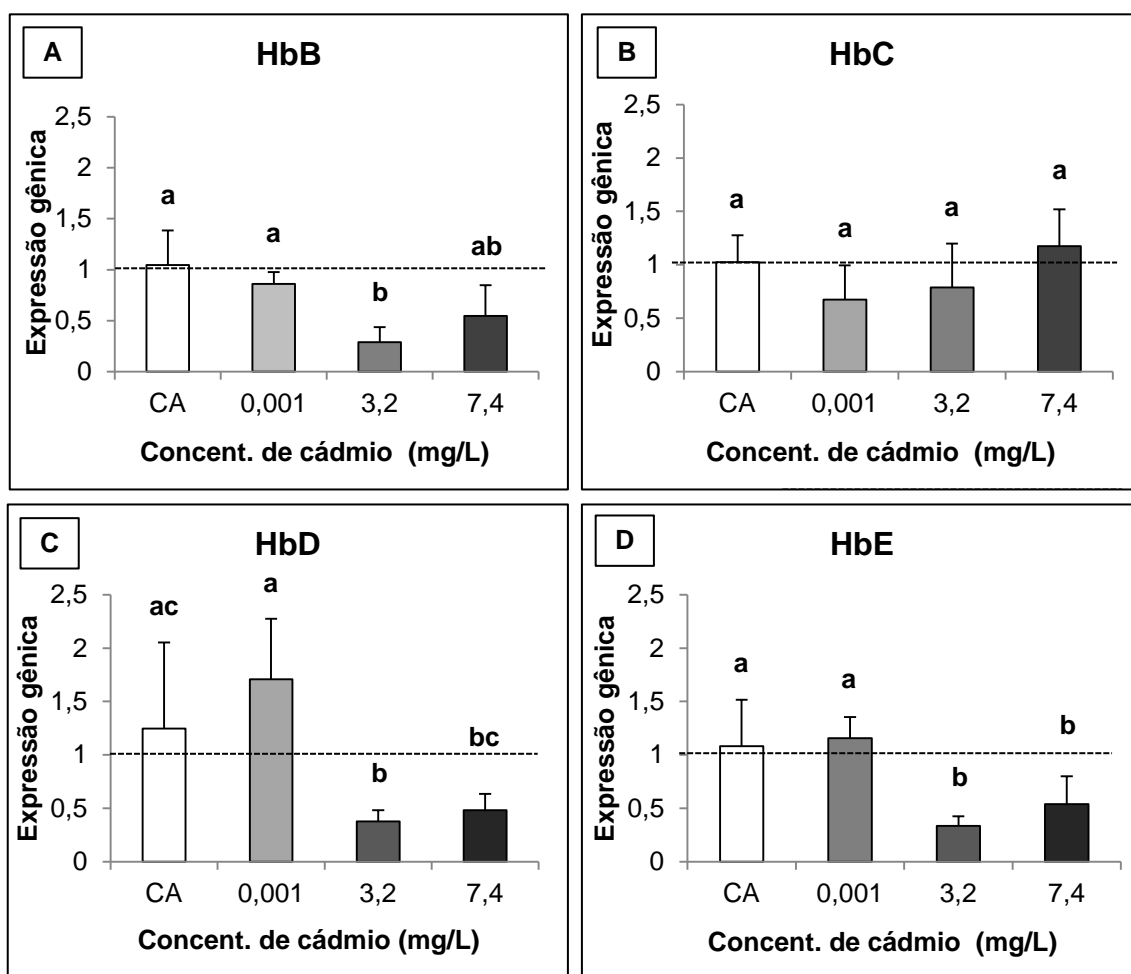 A
HbB
Expressão gênica
2,5
2
1,5
1
0,5
0
a
a
b
ab
CA 0,001 3,2 7,4
Concent. de cádmio (mg/L)
B
HbC
Expressão gênica
2,5
2
1,5
1
0,5
0
a
a
a
a
CA 0,001 3,2 7,4
Concent. de cádmio (mg/L)
C
HbD
Expressão gênica
2,5
2
1,5
1
0,5
0
ac
a
b
bc
CA 0,001 3,2 7,4
Concent. de cádmio (mg/L)
D
HbE
Expressão gênica
2,5
2
1,5
1
0,5
0
a
a
b
b
CA 0,001 3,2 7,4
Concent. de cádmio (mg/L)